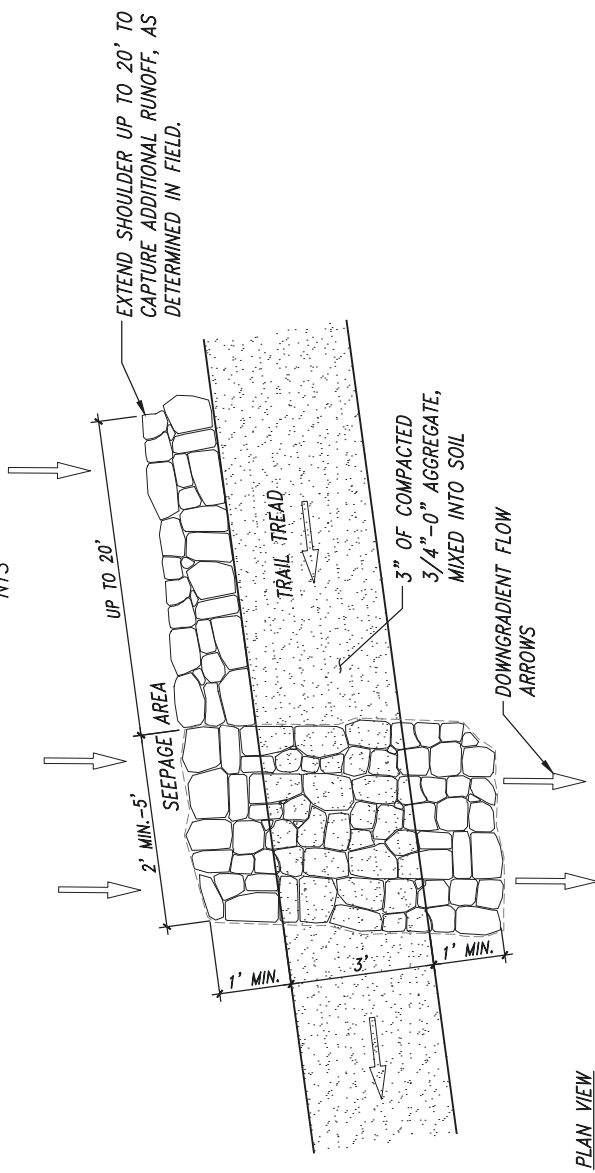 NTS
EXTEND SHOULDER UP TO 20' TO
CAPTURE ADDITIONAL RUNOFF, AS
DETERMINED IN FIELD.
UP TO 20'
SEEPAGE AREA
2' MIN.-5'
TRAIL TREAD
1' MIN.
3'
1' MIN.
3" OF COMPACTED
3/4"-0" AGGREGATE,
MIXED INTO SOIL
DOWNGRADIENT FLOW
ARROWS
PLAN VIEW